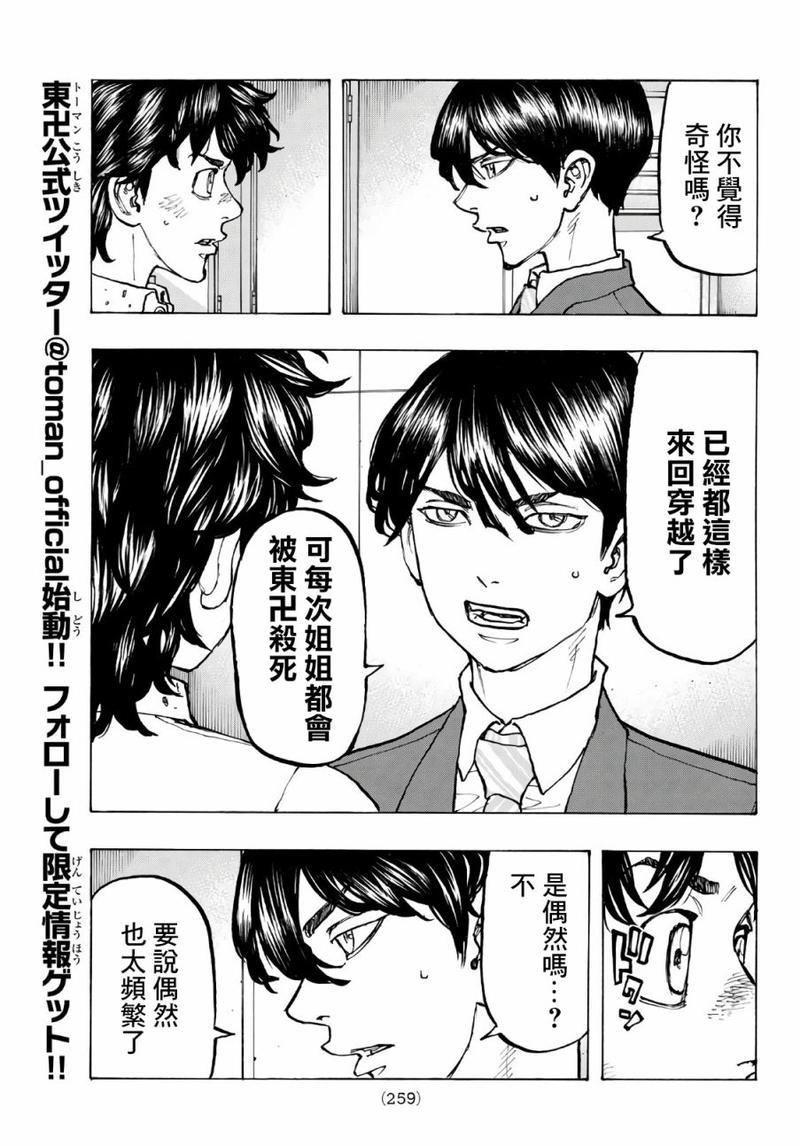 你不覺得
奇怪嗎？
已經都這樣
來回穿越了
可每次姐姐都會
被東卍殺死
ドクン
是偶然嗎…？
不
要說偶然
也太頻繁了
東卍公式ツイッター@toman_official始動!! フォローして限定情報ゲット!!
トーマン こう しき
し どう
げん てい じょう ほう
(259)